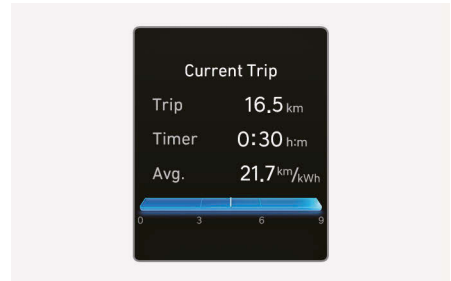 Current Trip
Trip 16.5 km
Timer 0:30 h:m
Avg. 21.7 km/kWh
0 3 6 9